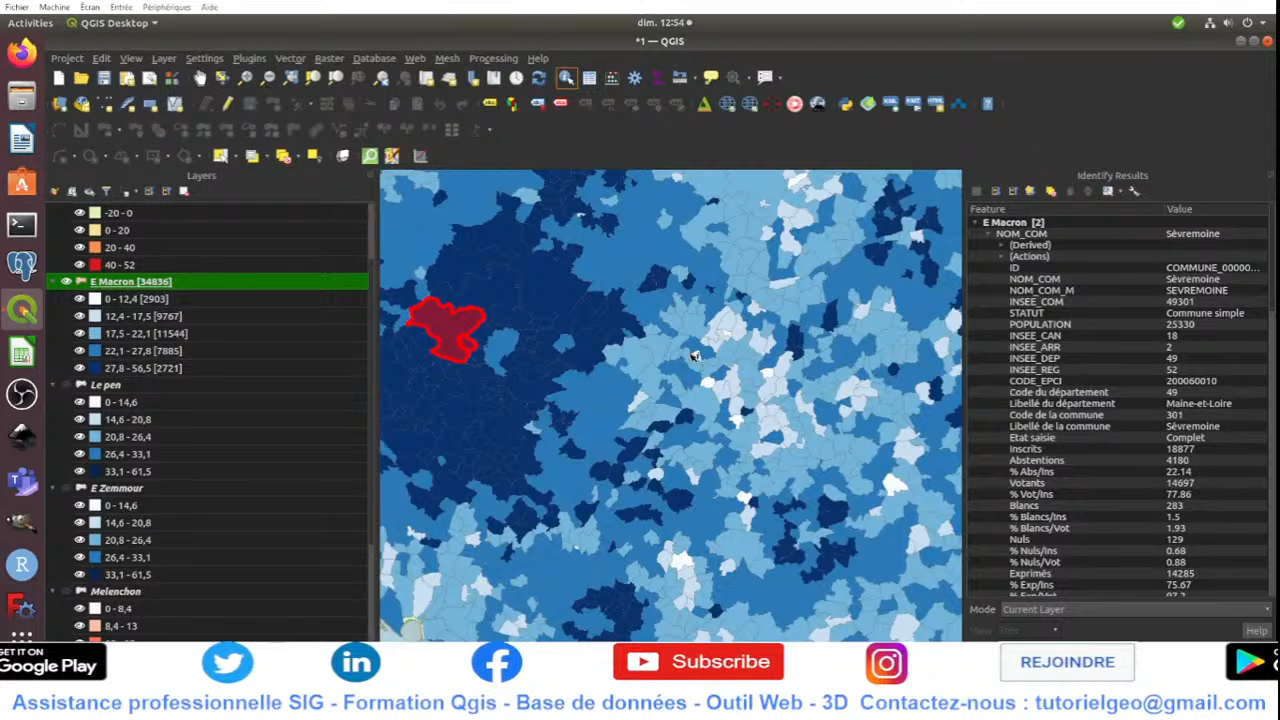 Fichier Machine Écran Entrée Périphériques Aide
Activities QGIS Desktop dim. 12:54
*1 — QGIS
Project Edit View Layer Settings Plugins Vector Raster Database Web Mesh Processing Help
Layers
-20 - 0
0 - 20
20 - 40
40 - 52
E Macron [34836]
0 - 12,4 [2903]
12,4 - 17,5 [9767]
17,5 - 22,1 [11544]
22,1 - 27,8 [7885]
27,8 - 56,5 [2721]
Le pen
0 - 14,6
14,6 - 20,8
20,8 - 26,4
26,4 - 33,1
33,1 - 61,5
E Zemmour
0 - 14,6
14,6 - 20,8
20,8 - 26,4
26,4 - 33,1
33,1 - 61,5
Melenchon
0 - 8,4
8,4 - 13
Identify Results
Feature Value
E Macron [2]
NOM_COM Sèvremoine
(Derived)
(Actions)
ID COMMUNE_00000...
NOM_COM Sèvremoine
NOM_COM_M SEVREMOINE
INSEE_COM 49301
STATUT Commune simple
POPULATION 25330
INSEE_CAN 18
INSEE_ARR 2
INSEE_DEP 49
INSEE_REG 52
CODE_EPCI 200060010
Code du département 49
Libellé du département Maine-et-Loire
Code de la commune 301
Libellé de la commune Sèvremoine
Etat saisie Complet
Inscrits 18877
Abstentions 4180
% Abs/Ins 22.14
Votants 14697
% Vot/Ins 77.86
Blancs 283
% Blancs/Ins 1.5
% Blancs/Vot 1.93
Nuls 129
% Nuls/Ins 0.68
% Nuls/Vot 0.88
Exprimés 14285
% Exp/Ins 75.67
% Exp/Vot 97.2
Mode Current Layer
Help
GET IT ON
Google Play
Subscribe
REJOINDRE
Assistance professionnelle SIG - Formation Qgis - Base de données - Outil Web - 3D Contactez-nous : tutorielgeo@gmail.com